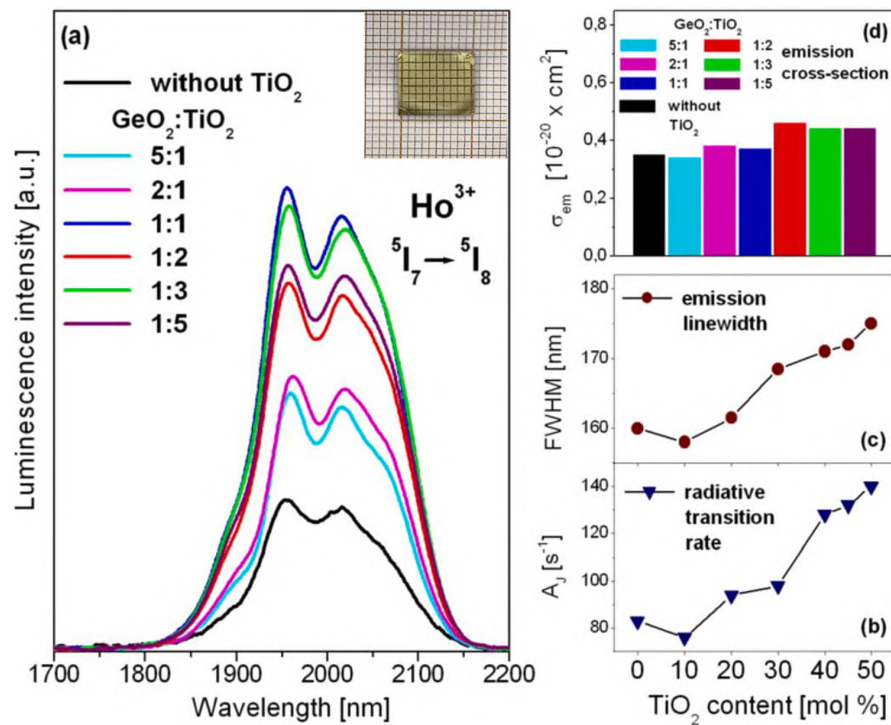 (a)
without TiO₂
GeO₂:TiO₂
5:1
2:1
1:1
1:2
1:3
1:5
Ho³⁺
⁵I₇ → ⁵I₈
Luminescence intensity [a.u.]
1700 1800 1900 2000 2100 2200
Wavelength [nm]
(d)
GeO₂:TiO₂
5:1 1:2 emission
2:1 1:3 cross-section
1:1 1:5
without
TiO₂
σem [10⁻²⁰ x cm²]
0,8
0,6
0,4
0,2
0,0
emission
linewidth
FWHM [nm]
180
170
160
(c)
radiative
transition
rate
AJ [s⁻¹]
140
120
100
80
(b)
0 10 20 30 40 50
TiO₂ content [mol %]